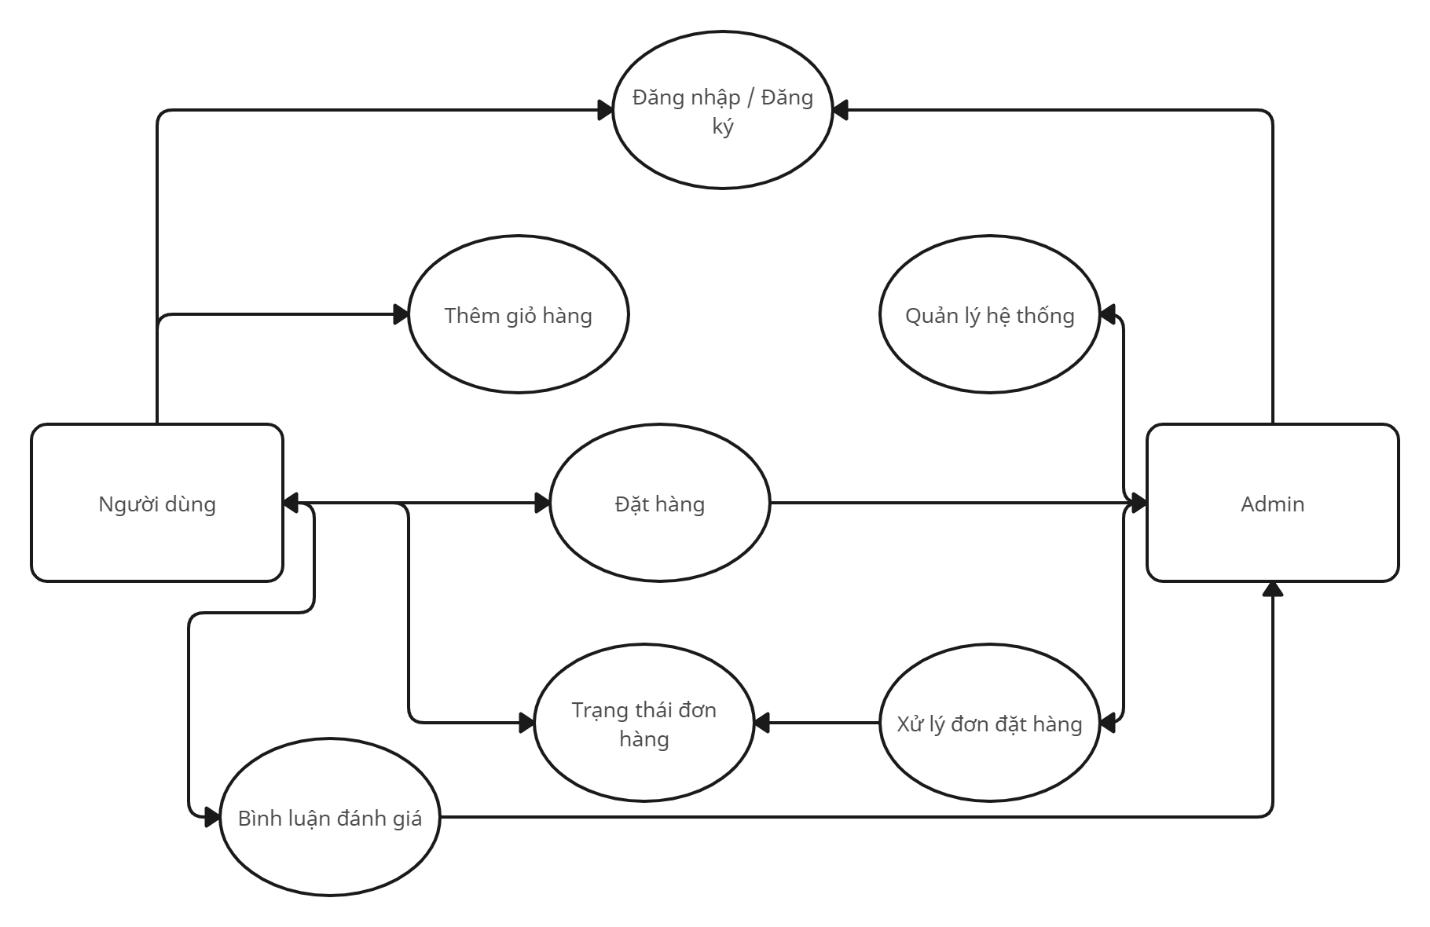 Đăng nhập / Đăng
ký
Thêm giỏ hàng
Quản lý hệ thống
Người dùng
Đặt hàng
Admin
Trạng thái đơn
hàng
Xử lý đơn đặt hàng
Bình luận đánh giá